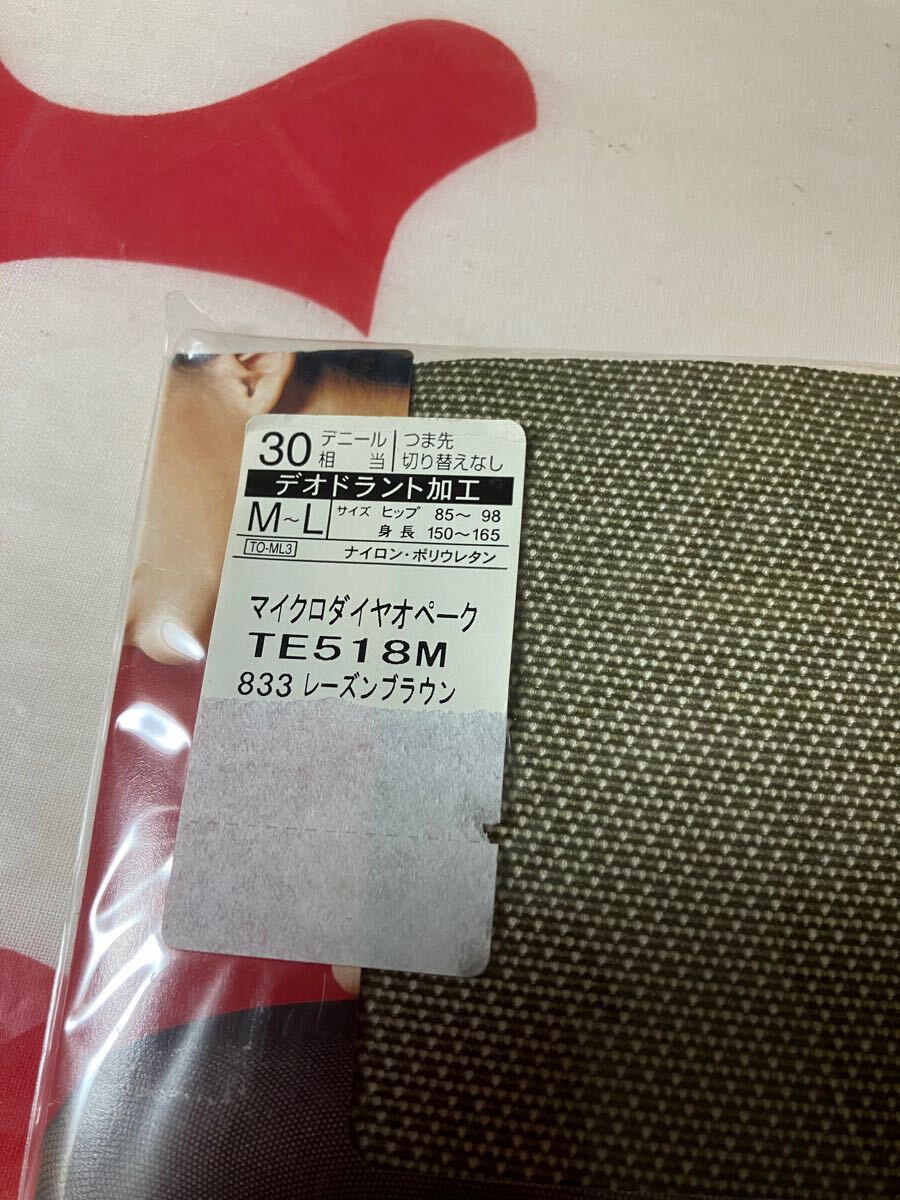 30 デニール相当 つま先切り替えなし
デオドラント加工
M~L サイズ ヒップ 85~98
身長 150~165
TO-ML3 ナイロン・ポリウレタン
マイクロダイヤオペーク
TE518M
833 レーズンブラウン